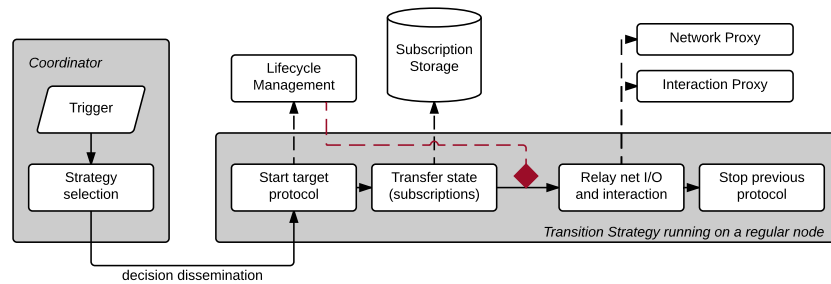 Coordinator
Trigger
Strategy
selection
decision dissemination
Lifecycle
Management
Subscription
Storage
Network Proxy
Interaction Proxy
Start target
protocol
Transfer state
(subscriptions)
Relay net I/O
and interaction
Stop previous
protocol
Transition Strategy running on a regular node